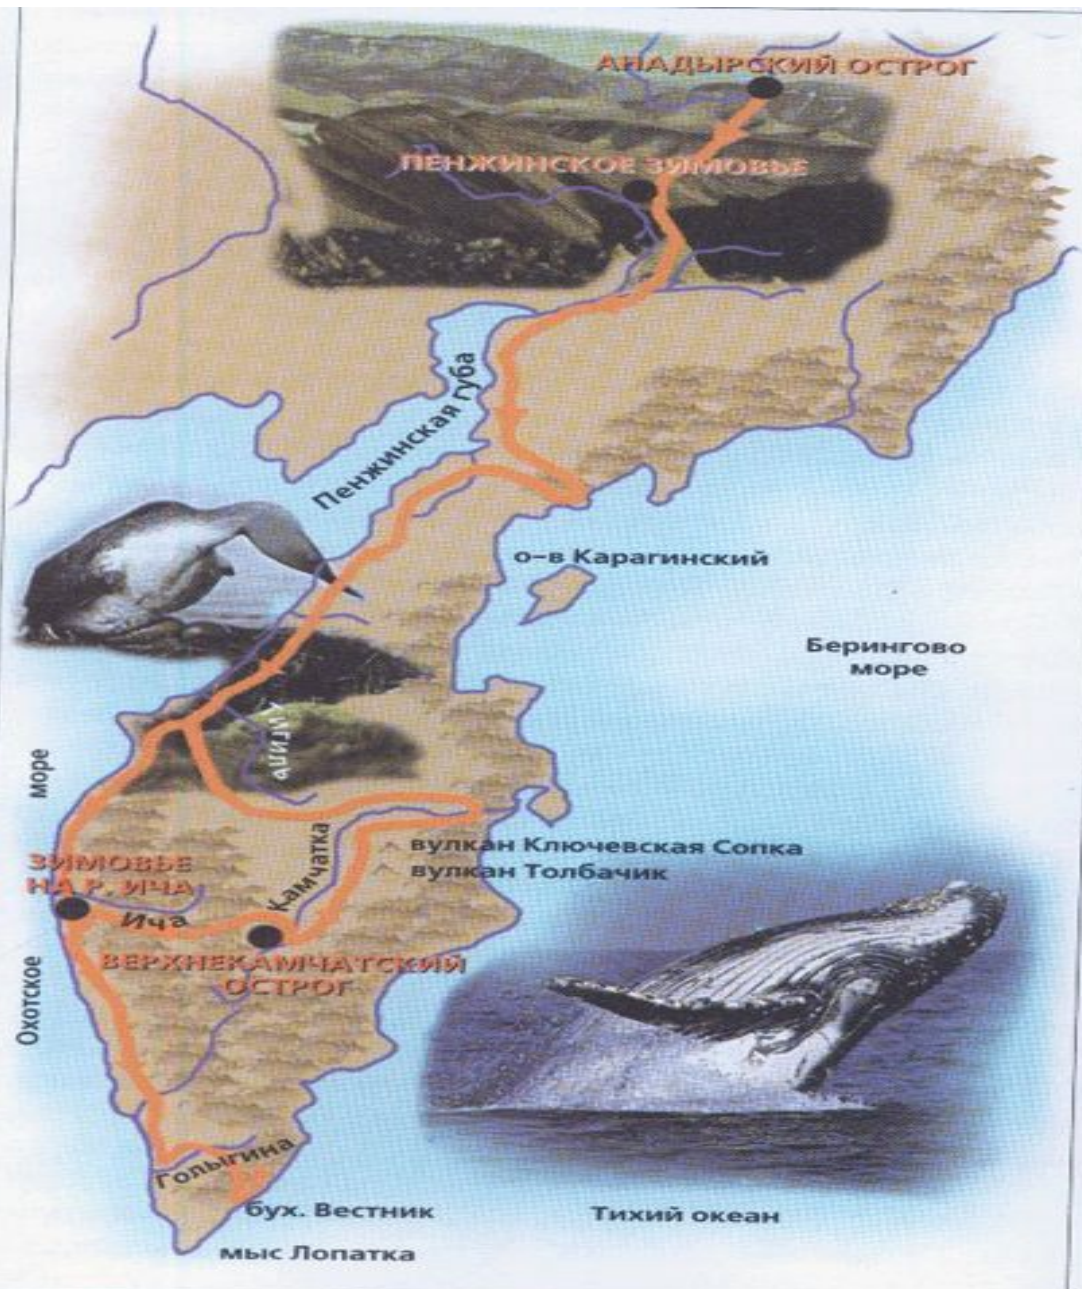 АНАДЫРСКИЙ ОСТРОГ
ПЕНЖИНСКОЕ ЗИМОВЬЕ
Пенжинская губа
о-в Карагинский
Берингово
море
Тигиль
море
Камчатка
вулкан Ключевская Сопка
вулкан Толбачик
ЗИМОВЬЕ
НА Р. ИЧА
Ича
ВЕРХНЕКАМЧАТСКИЙ
ОСТРОГ
Охотское
Голыгина
бух. Вестник
Тихий океан
мыс Лопатка